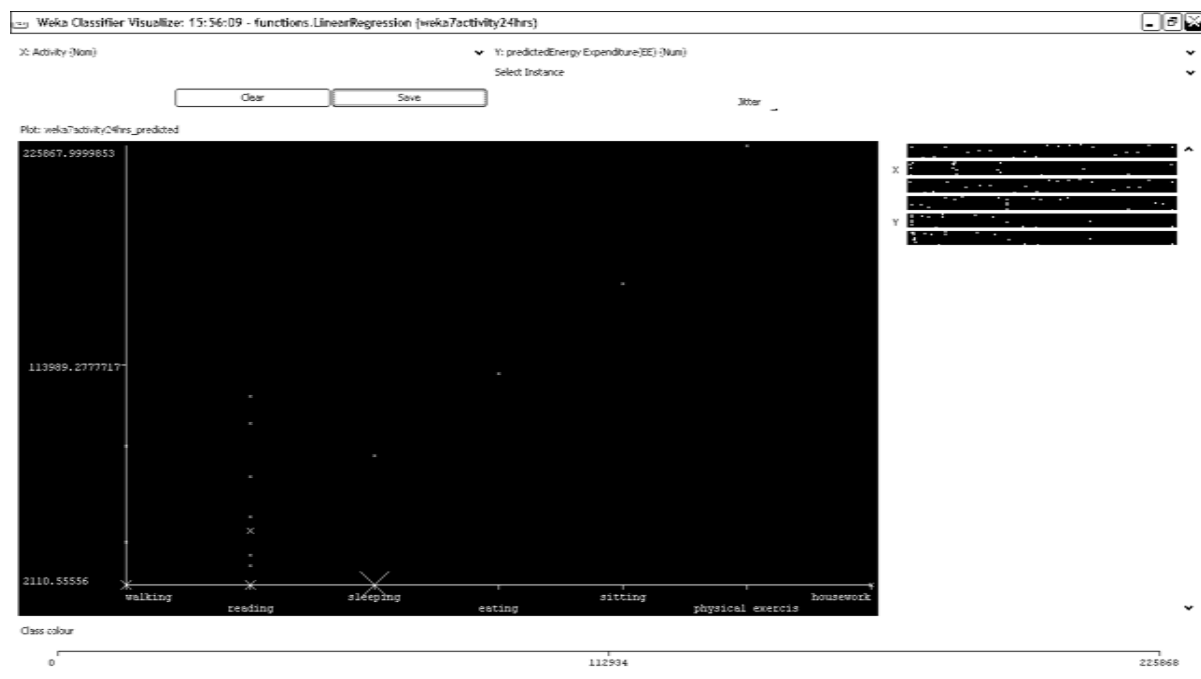 Weka Classifier Visualize: 15:56:09 - functions.LinearRegression (weka7activity24hrs)
X: Activity (Nom)
Y: predictedEnergy Expenditure(EE) (Num)
Select Instance
Clear
Save
Jitter
Plot: weka7activity24hrs_predicted
225867.9999853
X
Y
113989.2777717
2110.55556
walking
sleeping
sitting
housework
reading
eating
physical exercis
Class colour
0
112934
225868